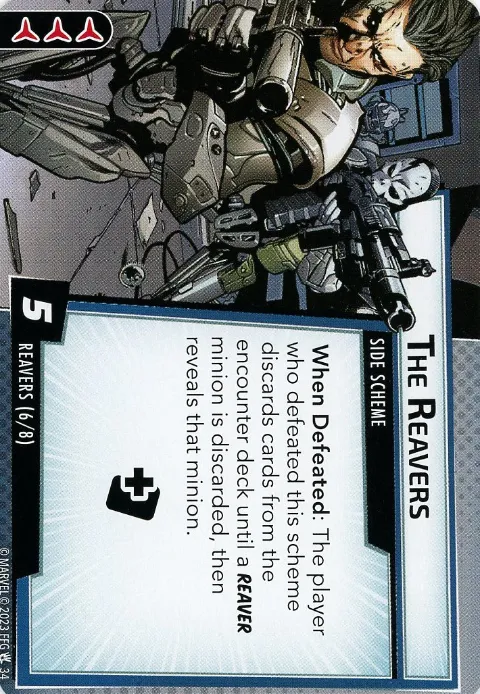 THE REAVERS
SIDE SCHEME
When Defeated: The player
who defeated this scheme
discards cards from the
encounter deck until a REAVER
minion is discarded, then
reveals that minion.
5
REAVERS (6/8)
© MARVEL © 2023 FFG 34